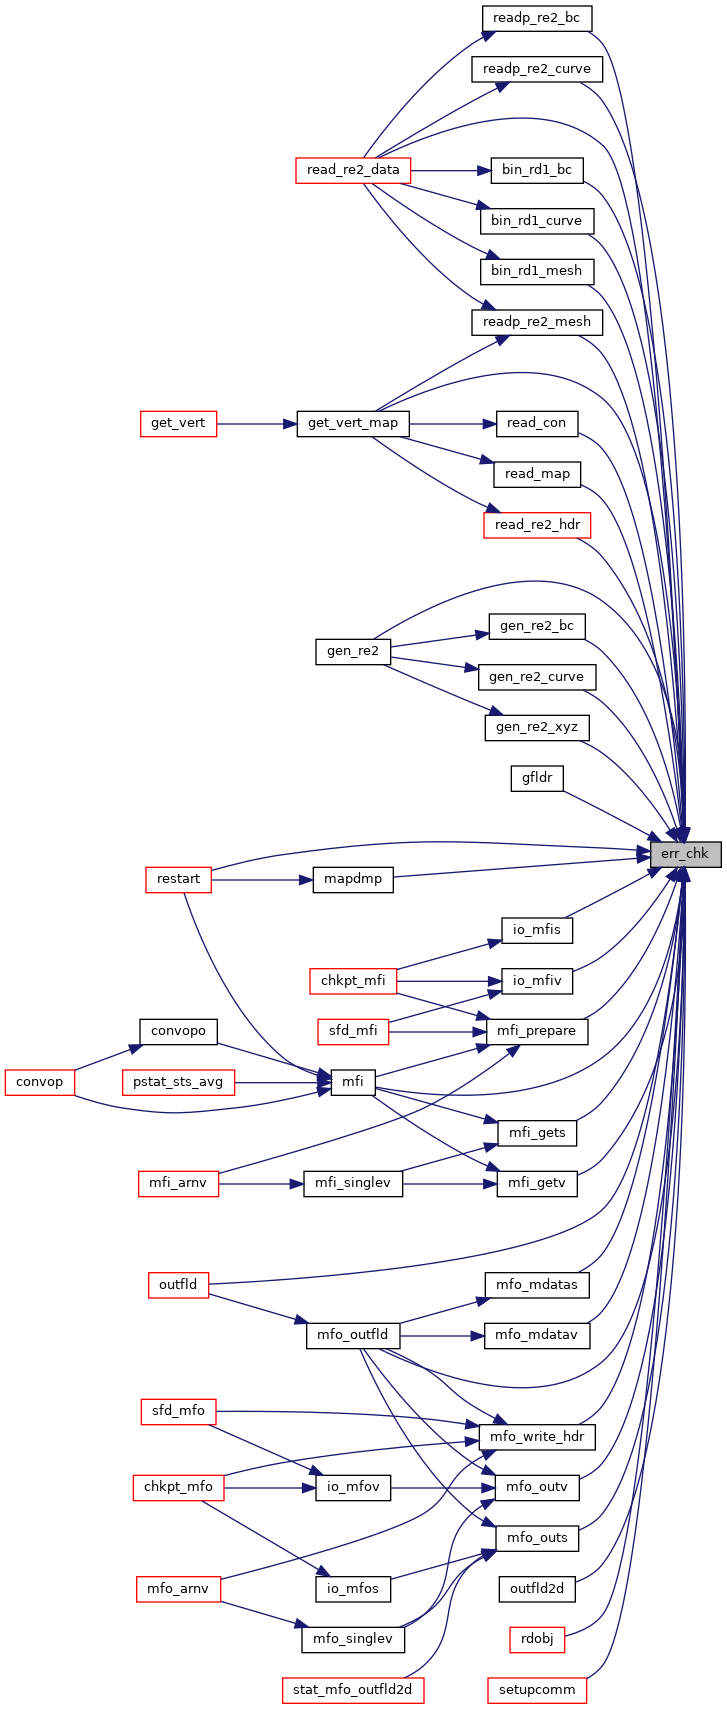 readp_re2_bc
readp_re2_curve
read_re2_data
bin_rd1_bc
bin_rd1_curve
bin_rd1_mesh
readp_re2_mesh
get_vert
get_vert_map
read_con
read_map
read_re2_hdr
gen_re2_bc
gen_re2
gen_re2_curve
gen_re2_xyz
gfldr
err_chk
restart
mapdmp
io_mfis
chkpt_mfi
io_mfiv
convopo
sfd_mfi
mfi_prepare
convop
pstat_sts_avg
mfi
mfi_gets
mfi_arnv
mfi_singlev
mfi_getv
outfld
mfo_mdatas
mfo_outfld
mfo_mdatav
sfd_mfo
mfo_write_hdr
chkpt_mfo
io_mfov
mfo_outv
mfo_outs
mfo_arnv
io_mfos
outfld2d
mfo_singlev
rdobj
stat_mfo_outfld2d
setupcomm